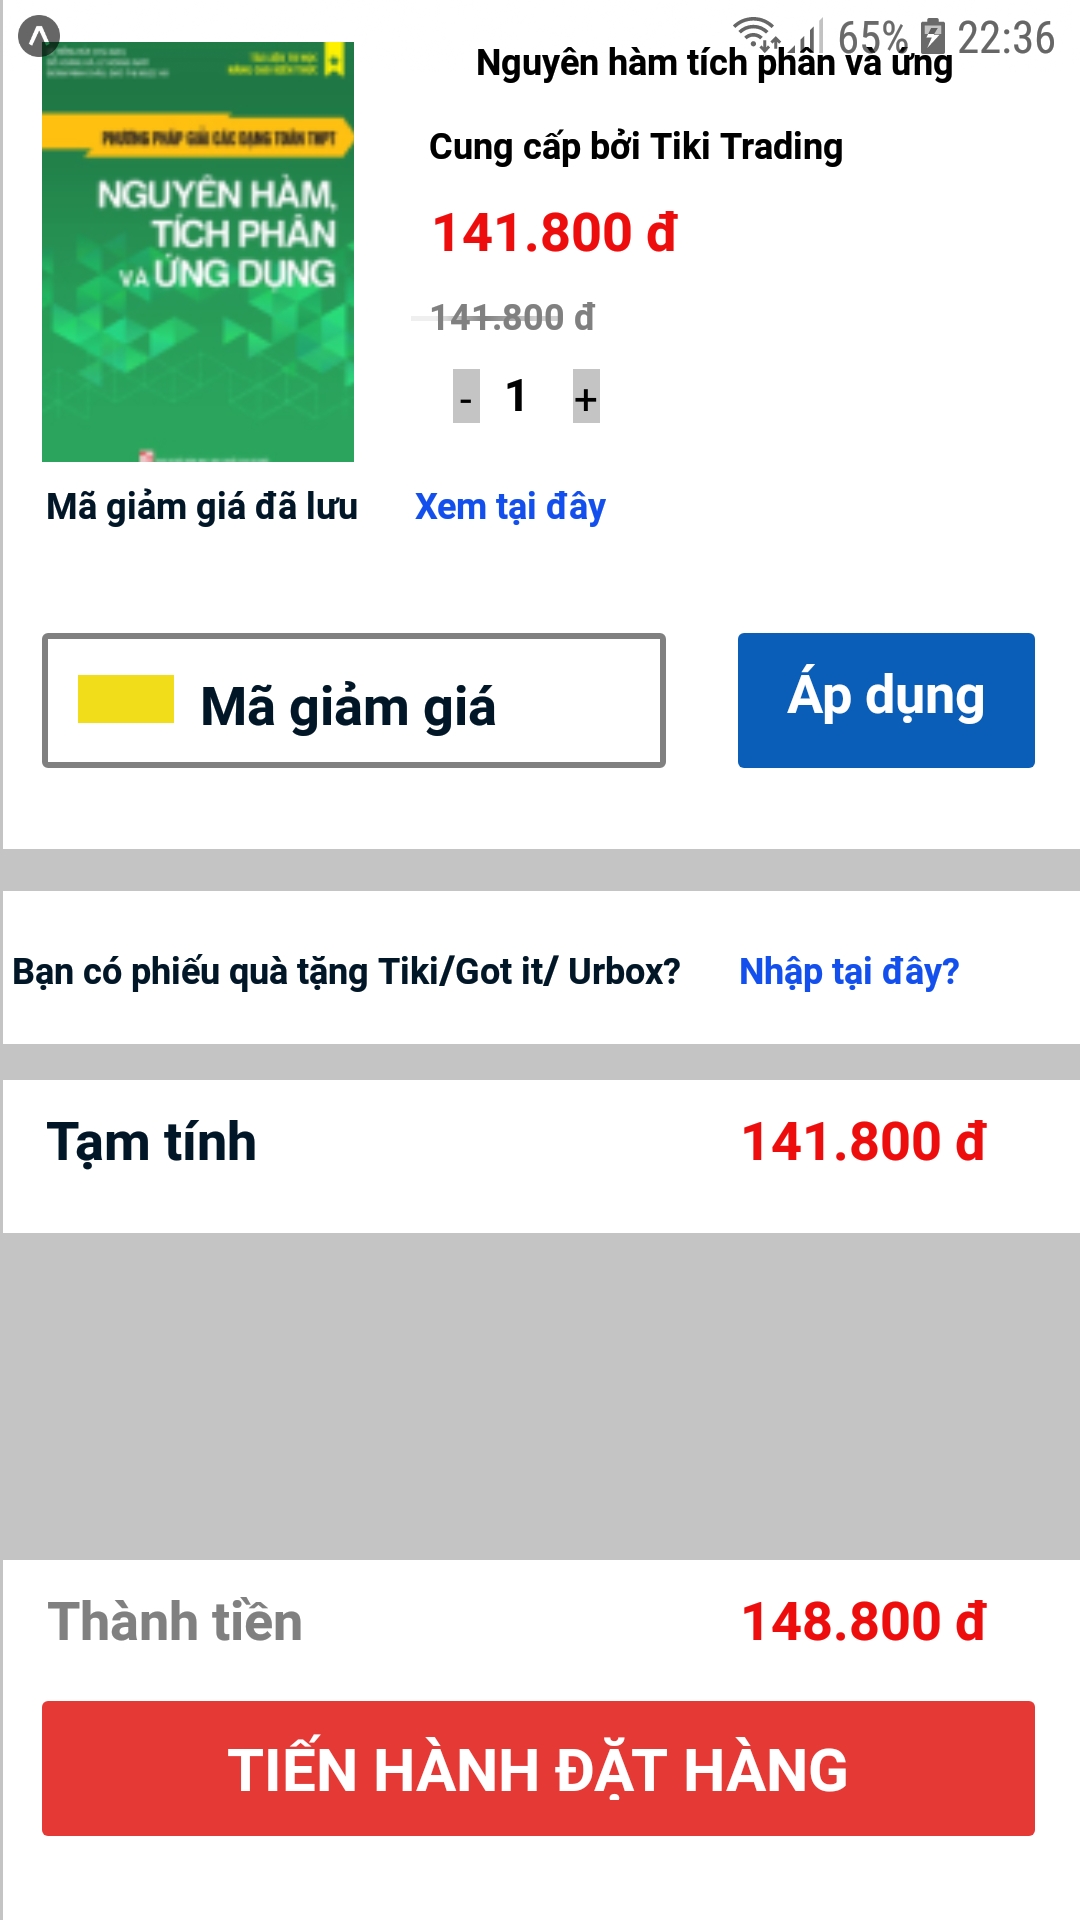 65% 22:36
Nguyên hàm tích phân và ứng
PHƯƠNG PHÁP GIẢI CÁC DẠNG TOÁN THPT
NGUYÊN HÀM,
TÍCH PHÂN
VÀ ỨNG DỤNG
Cung cấp bởi Tiki Trading
141.800 đ
141.800 đ
- 1 +
Mã giảm giá đã lưu Xem tại đây
Mã giảm giá Áp dụng
Bạn có phiếu quà tặng Tiki/Got it/ Urbox? Nhập tại đây?
Tạm tính 141.800 đ
Thành tiền 148.800 đ
TIẾN HÀNH ĐẶT HÀNG